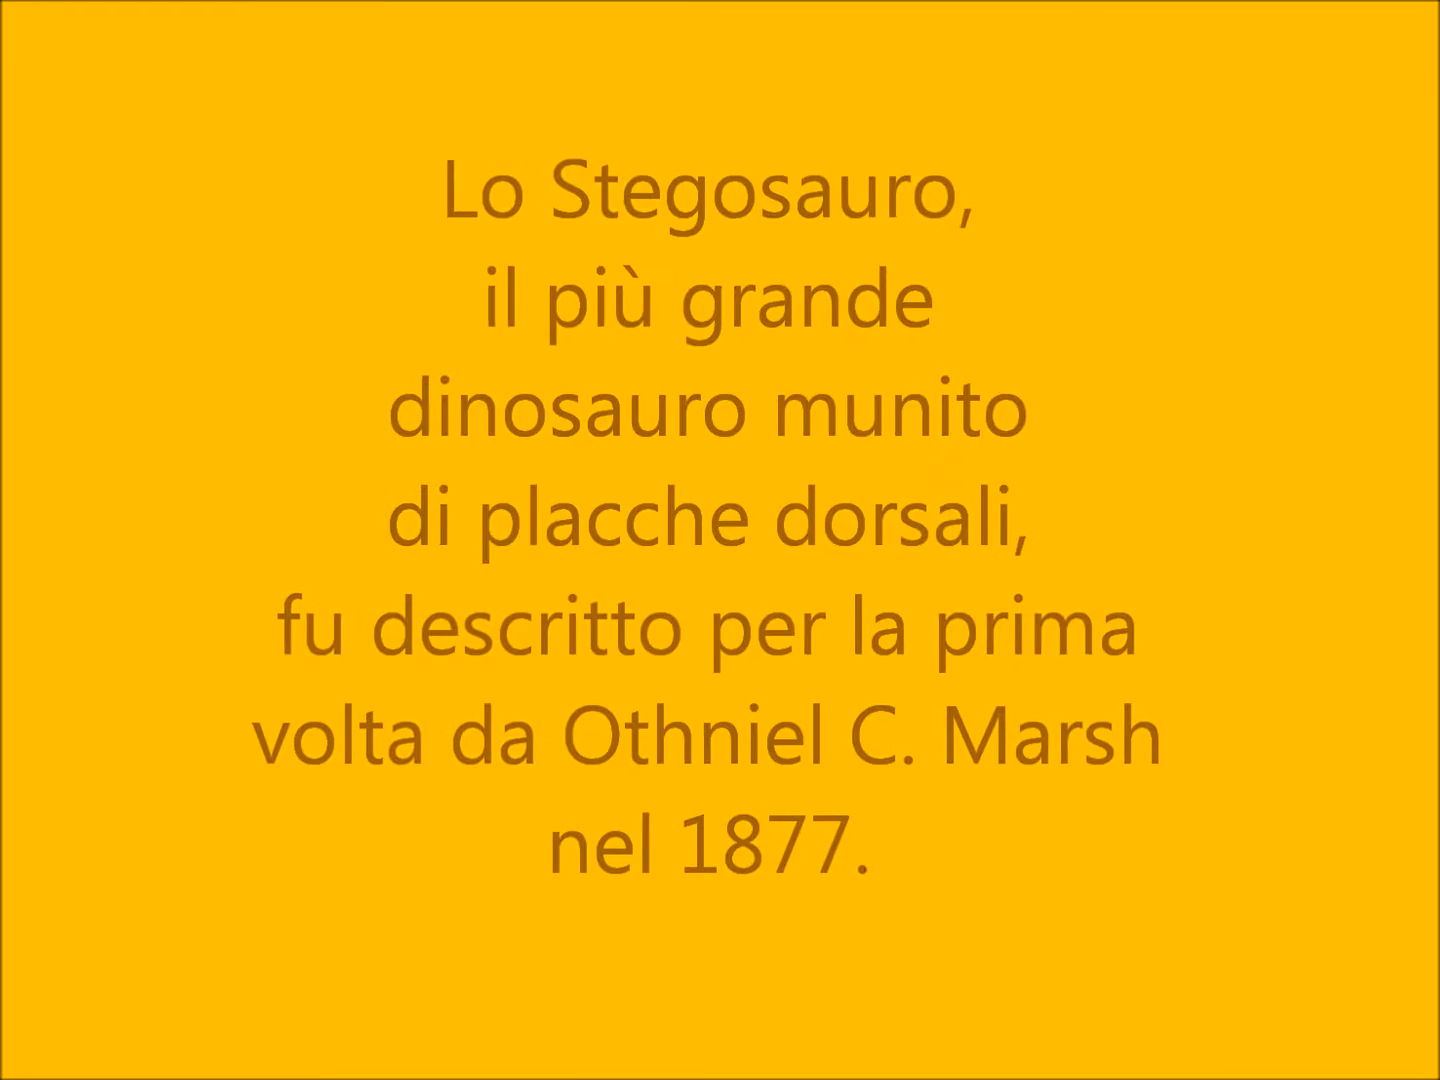 Lo Stegosauro,
il più grande
dinosauro munito
di placche dorsali,
fu descritto per la prima
volta da Othniel C. Marsh
nel 1877.